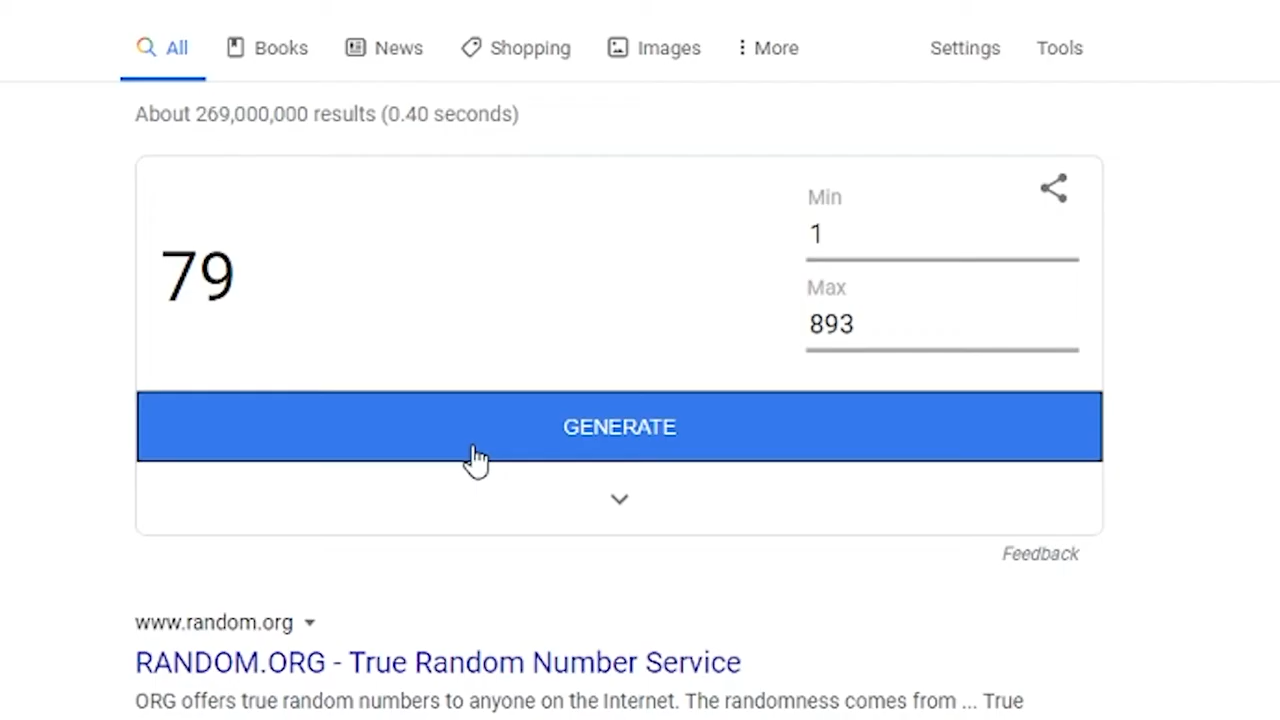 All Books News Shopping Images More Settings Tools
About 269,000,000 results (0.40 seconds)
Min
1
79
Max
893
GENERATE
Feedback
www.random.org
RANDOM.ORG - True Random Number Service
ORG offers true random numbers to anyone on the Internet. The randomness comes from ... True